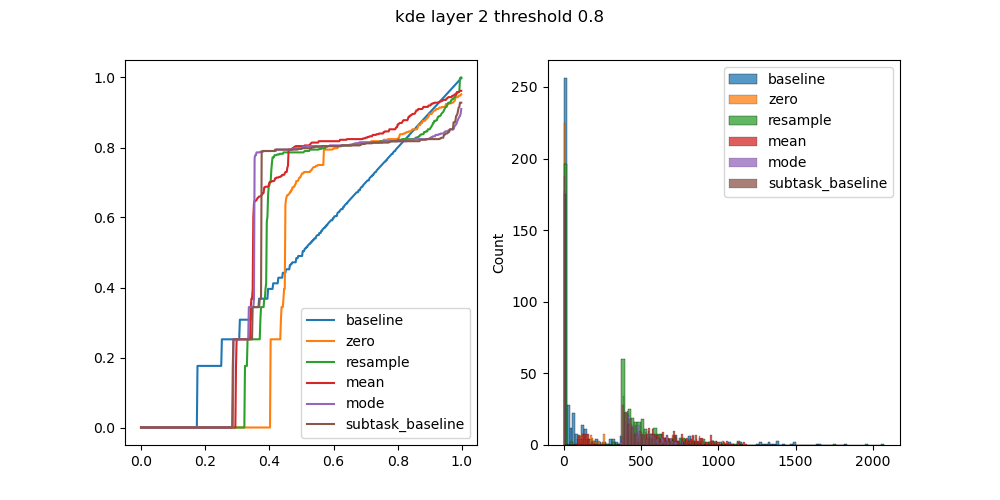 kde layer 2 threshold 0.8
1.0
0.8
0.6
0.4
0.2
0.0
0.0 0.2 0.4 0.6 0.8 1.0
baseline
zero
resample
mean
mode
subtask_baseline
Count
250
200
150
100
50
0
0 500 1000 1500 2000
baseline
zero
resample
mean
mode
subtask_baseline